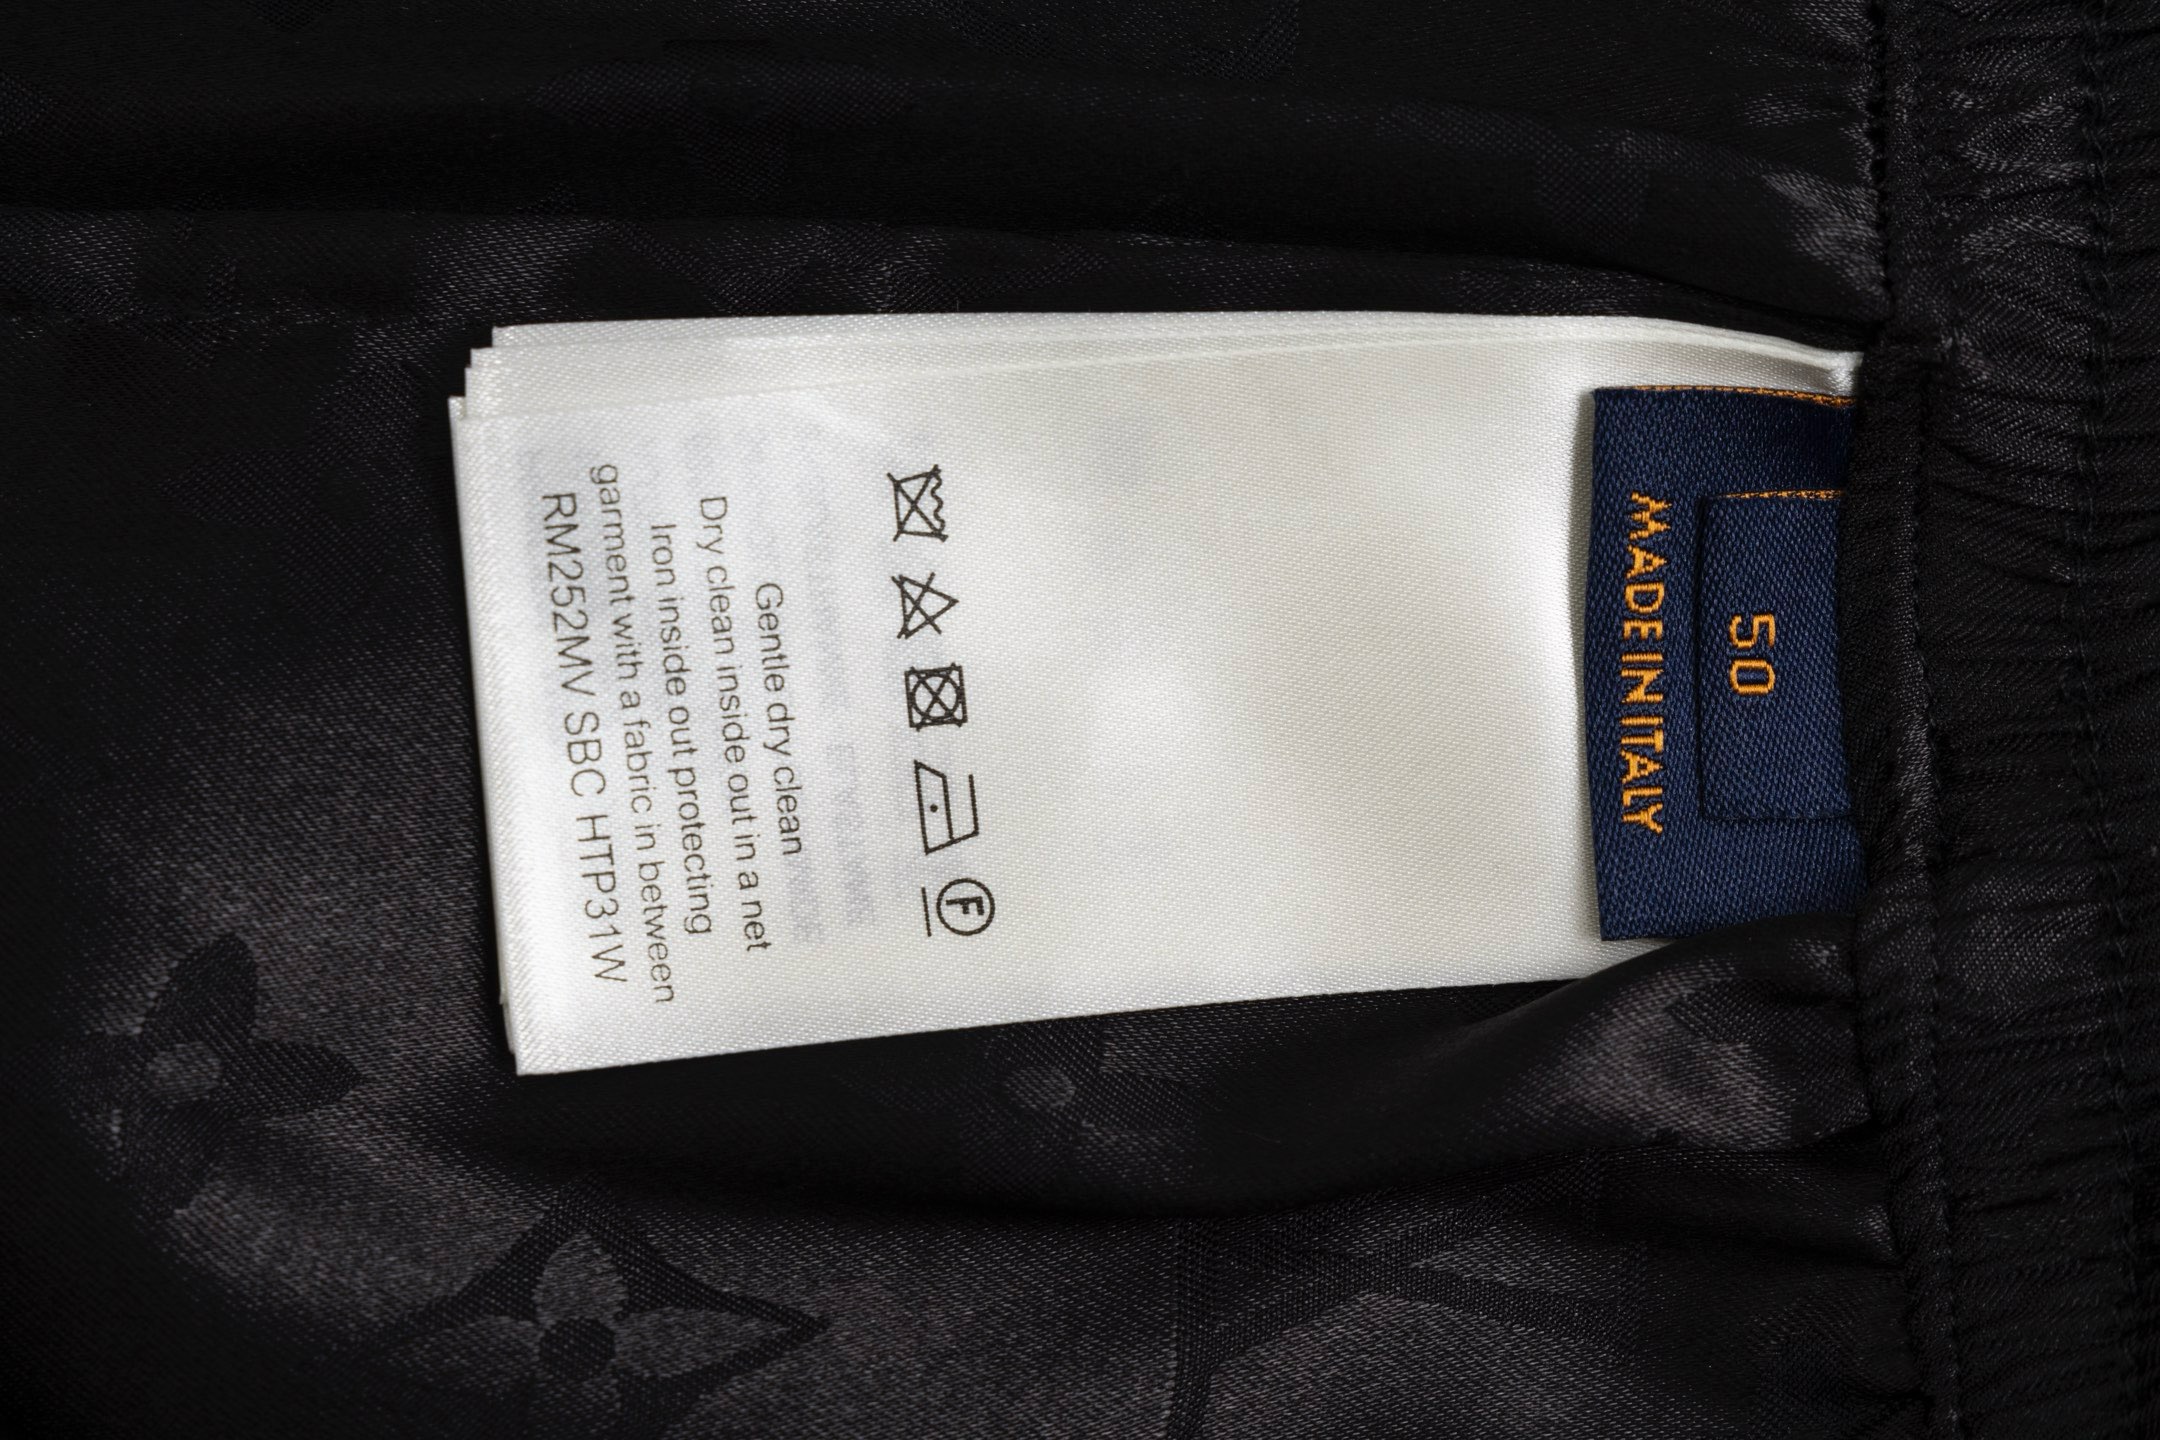 50
MADE IN ITALY
F
Gentle dry clean
Dry clean inside out in a net
Iron inside out protecting
garment with a fabric in between
RM252MV SBC HTP31W